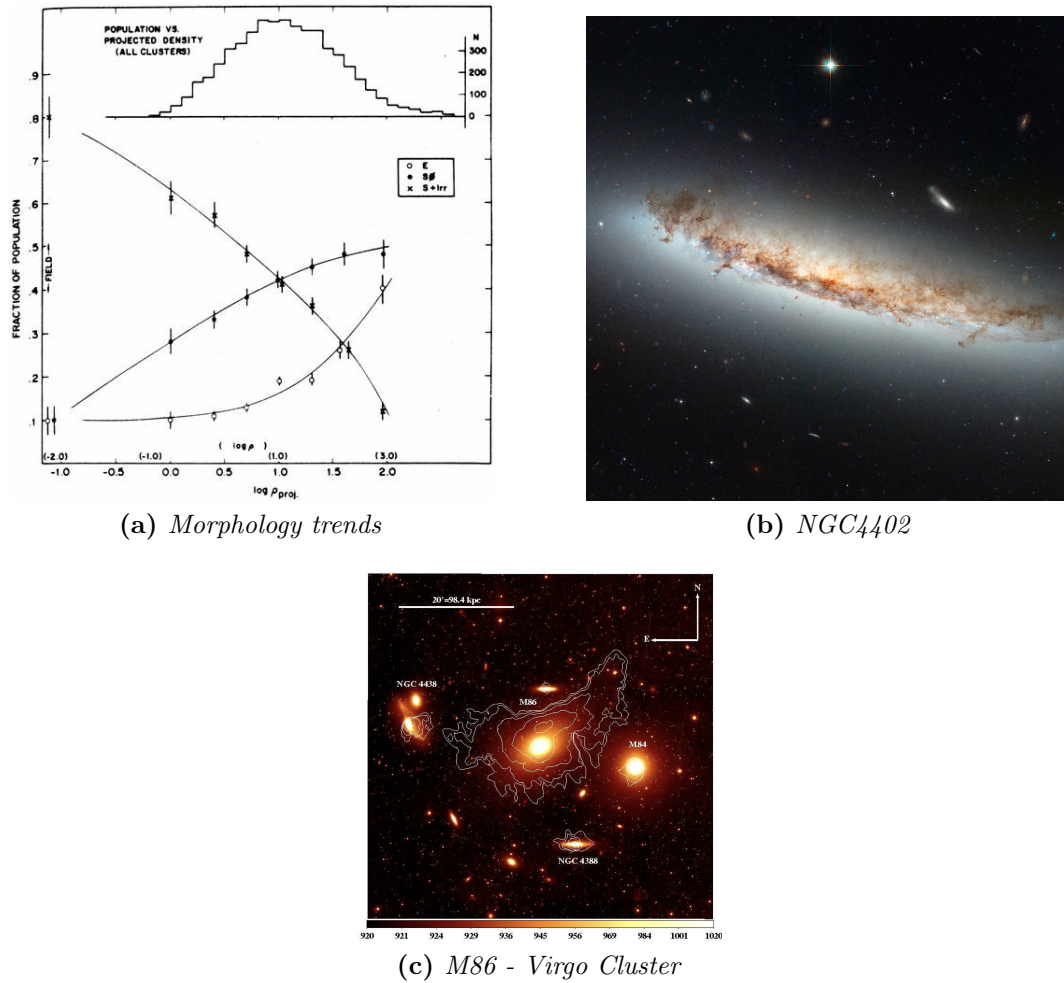 POPULATION VS.
PROJECTED DENSITY
(ALL CLUSTERS)
N
300
200
100
0
.9
.8
.7
.6
.5
.4
.3
.2
.1
FRACTION OF POPULATION
FIELD
E
SØ
S+Irr
( log ρ )
(-2.0) (-1.0) (1.0) (3.0)
-1.0 -0.5 0.0 0.5 1.0 1.5 2.0
log ρproj.
(a) Morphology trends
(b) NGC4402
20'=98.4 kpc
N
E
NGC 4438
M86
M84
NGC 4388
920 921 924 929 936 945 956 969 984 1001 1020
(c) M86 - Virgo Cluster